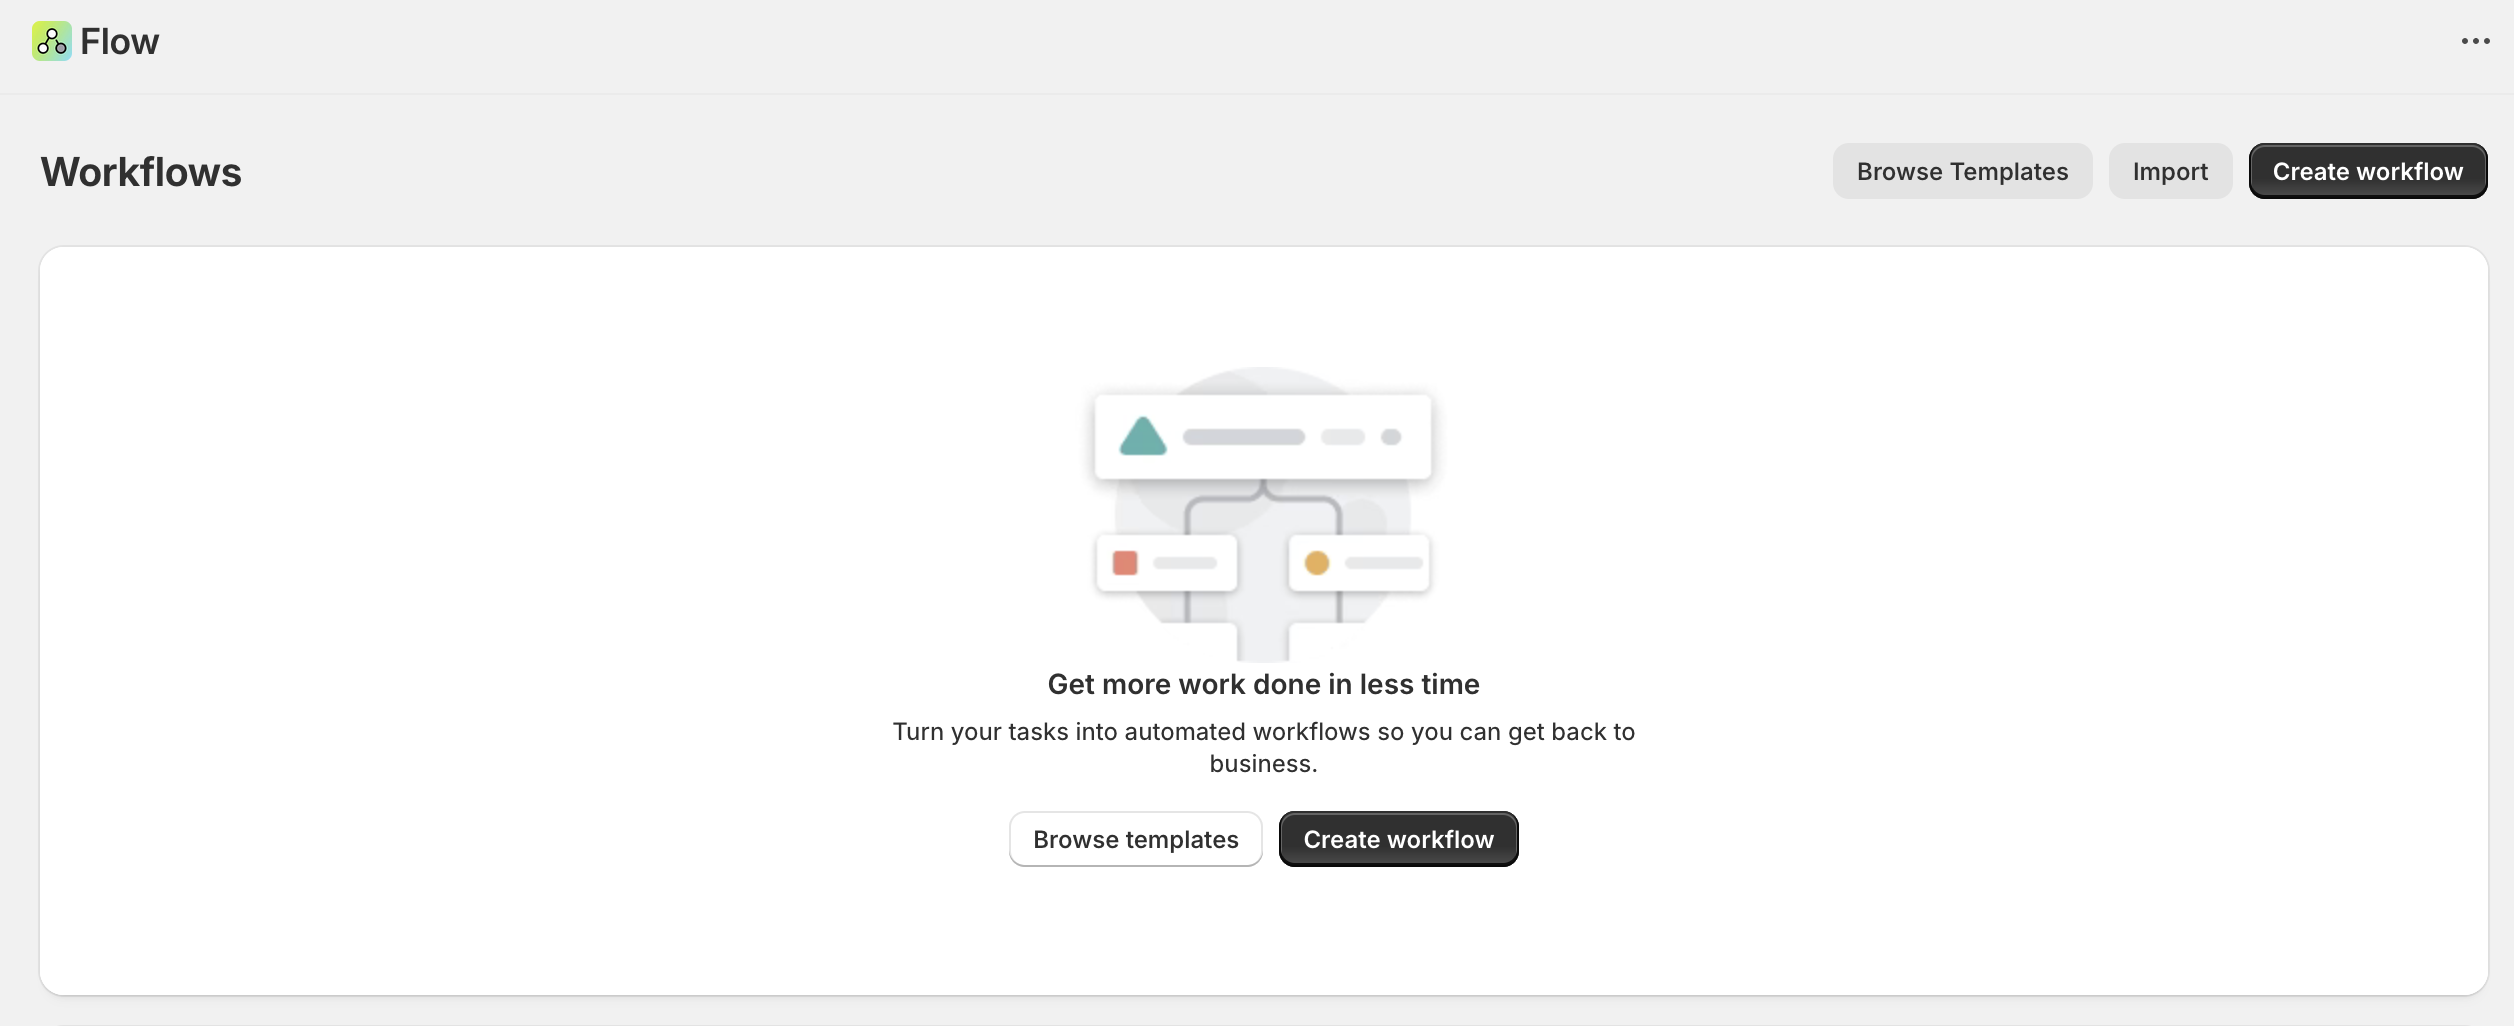 Flow
Workflows
Browse Templates
Import
Create workflow
Get more work done in less time
Turn your tasks into automated workflows so you can get back to
business.
Browse templates
Create workflow